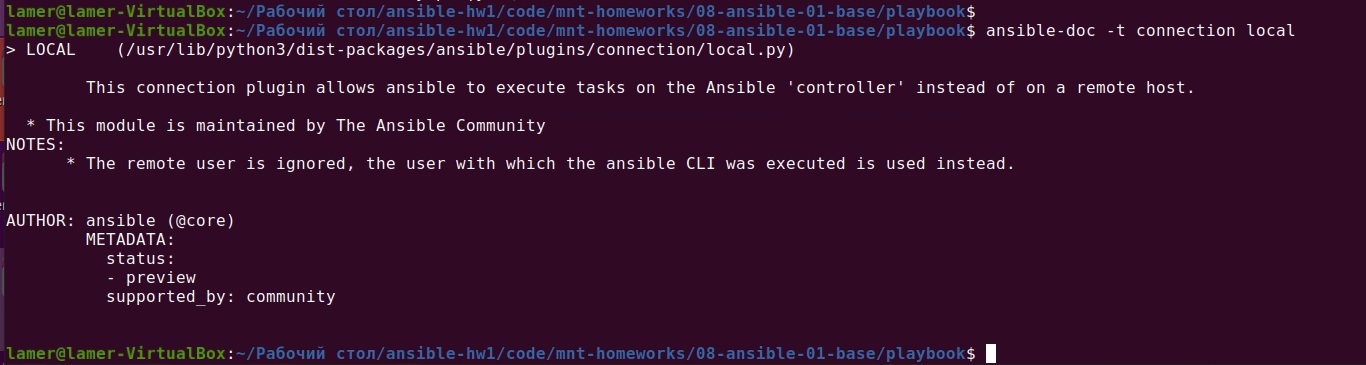 lamer@lamer-VirtualBox:~/Рабочий стол/ansible-hw1/code/mnt-homeworks/08-ansible-01-base/playbook$
lamer@lamer-VirtualBox:~/Рабочий стол/ansible-hw1/code/mnt-homeworks/08-ansible-01-base/playbook$ ansible-doc -t connection local
> LOCAL    (/usr/lib/python3/dist-packages/ansible/plugins/connection/local.py)
This connection plugin allows ansible to execute tasks on the Ansible 'controller' instead of on a remote host.
* This module is maintained by The Ansible Community
NOTES:
* The remote user is ignored, the user with which the ansible CLI was executed is used instead.
AUTHOR: ansible (@core)
METADATA:
status:
- preview
supported_by: community
lamer@lamer-VirtualBox:~/Рабочий стол/ansible-hw1/code/mnt-homeworks/08-ansible-01-base/playbook$